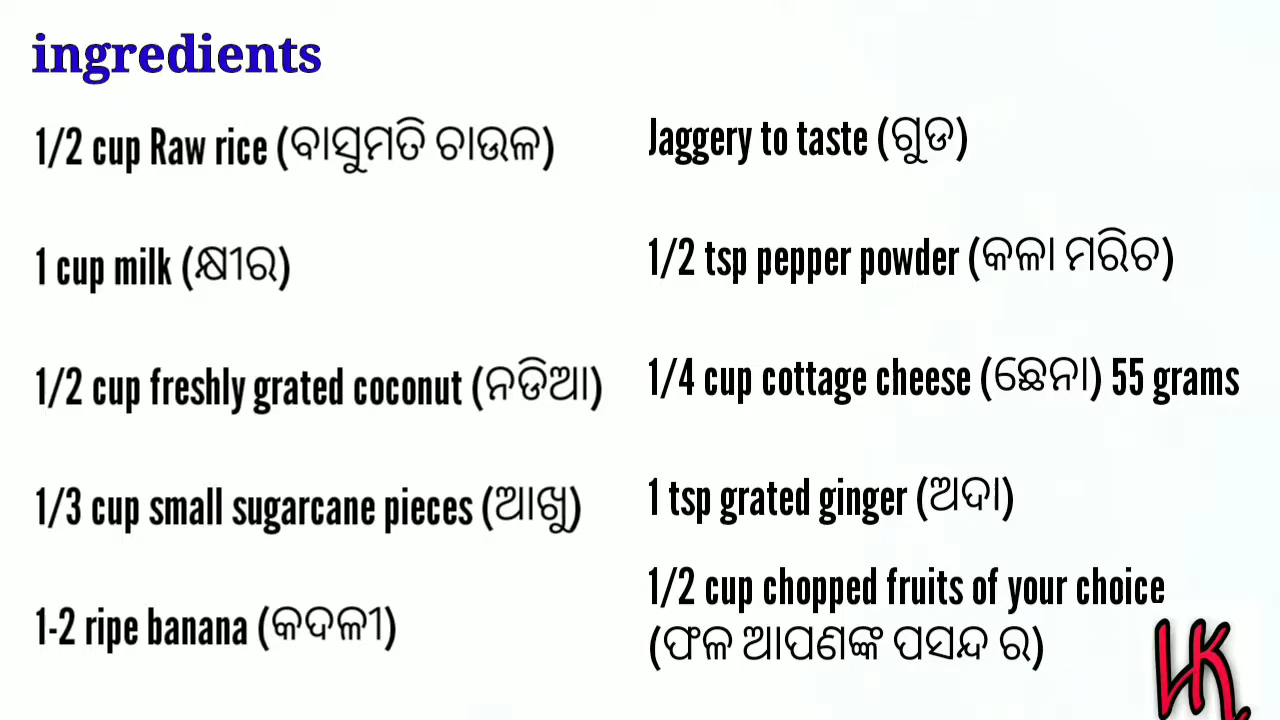 ingredients
1/2 cup Raw rice (ବାସୁମତି ଚାଉଳ)
1 cup milk (କ୍ଷୀର)
1/2 cup freshly grated coconut (ନଡିଆ)
1/3 cup small sugarcane pieces (ଆଖୁ)
1-2 ripe banana (କଦଳୀ)
Jaggery to taste (ଗୁଡ)
1/2 tsp pepper powder (କଳା ମରିଚ)
1/4 cup cottage cheese (ଛେନା) 55 grams
1 tsp grated ginger (ଅଦା)
1/2 cup chopped fruits of your choice
(ଫଳ ଆପଣଙ୍କ ପସନ୍ଦ ର)
HK